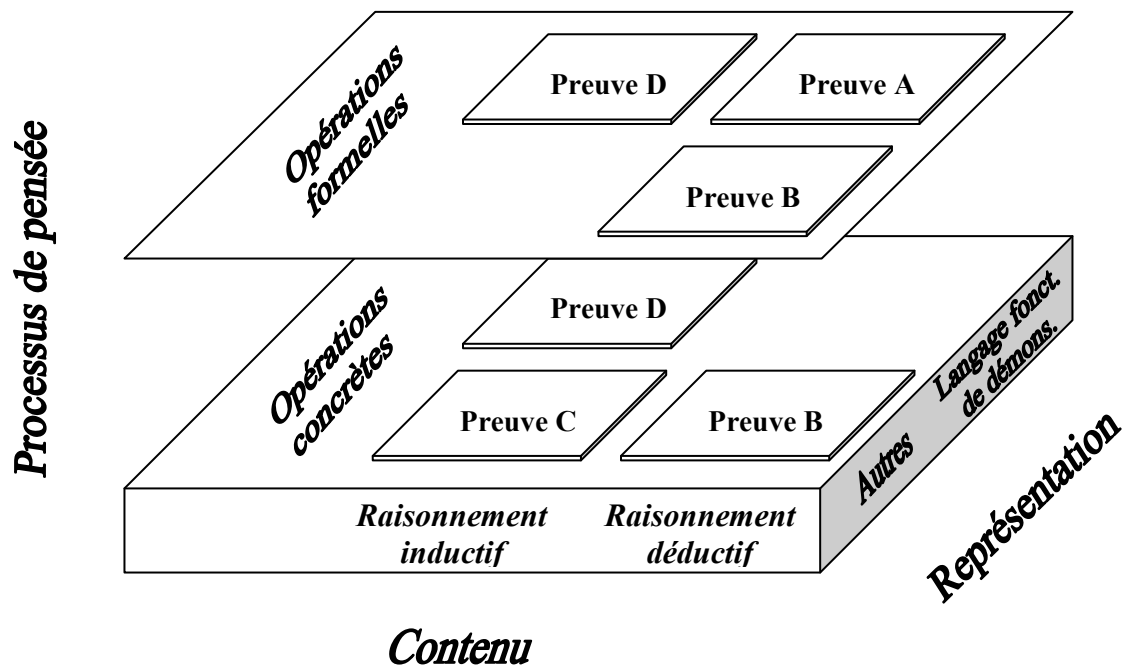 Processus de pensée
Opérations
formelles
Preuve D
Preuve A
Preuve B
Opérations
concrètes
Preuve D
Preuve C
Preuve B
Raisonnement
inductif
Raisonnement
déductif
Autres
Langage fonct.
de démons.
Représentation
Contenu